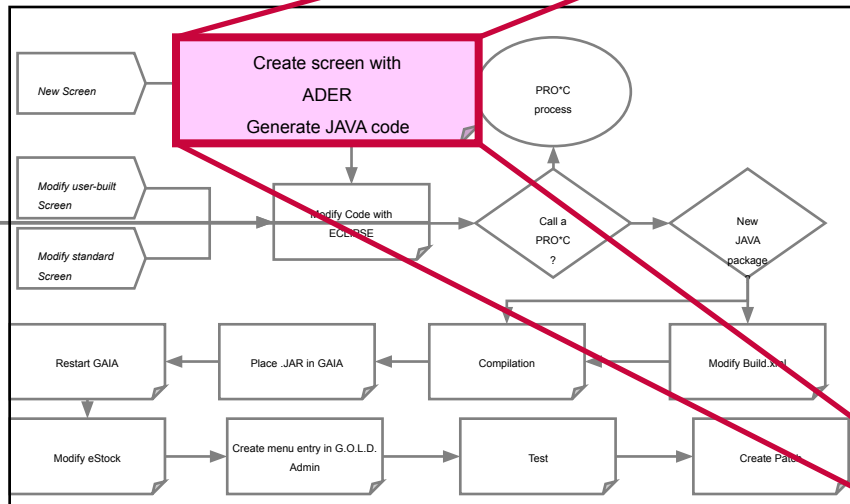 Create screen with
ADER
Generate JAVA code
New Screen
PRO*C
process
Modify user-built
Screen
Modify standard
Screen
Modify Code with
ECLIPSE
Call a
PRO*C
?
New
JAVA
package
?
Restart GAIA
Place .JAR in GAIA
Compilation
Modify Build.xml
Modify eStock
Create menu entry in G.O.L.D.
Admin
Test
Create Patch